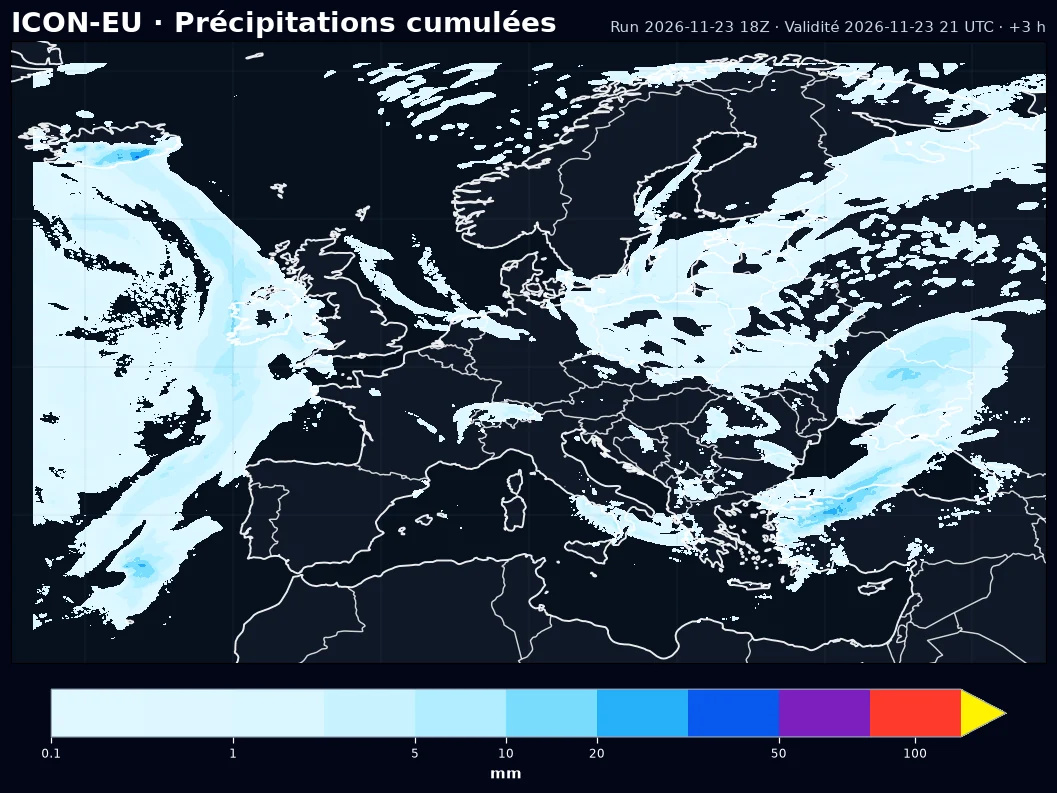 ICON-EU · Précipitations cumulées
Run 2026-11-23 18Z · Validité 2026-11-23 21 UTC · +3 h
0.1 1 5 10 20 50 100
mm